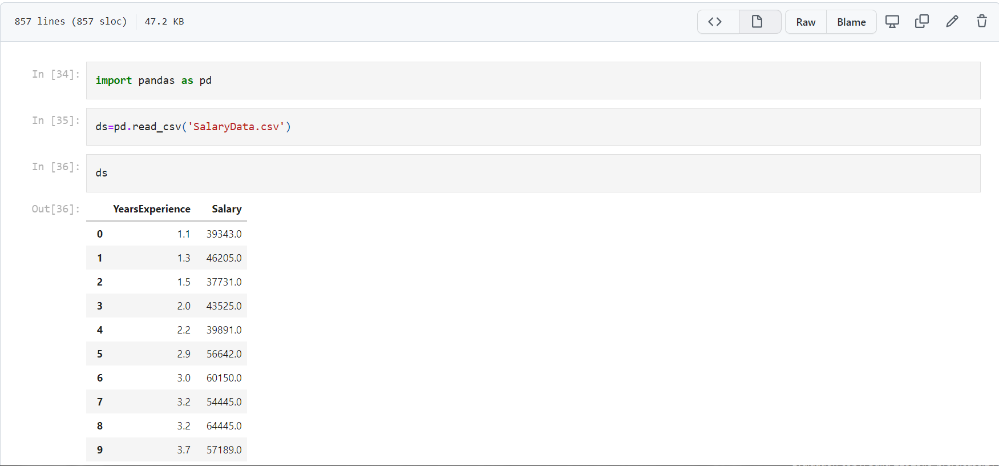 857 lines (857 sloc) 47.2 KB Raw Blame
In [34]: import pandas as pd
In [35]: ds=pd.read_csv('SalaryData.csv')
In [36]: ds
Out[36]: YearsExperience Salary
0 1.1 39343.0
1 1.3 46205.0
2 1.5 37731.0
3 2.0 43525.0
4 2.2 39891.0
5 2.9 56642.0
6 3.0 60150.0
7 3.2 54445.0
8 3.2 64445.0
9 3.7 57189.0